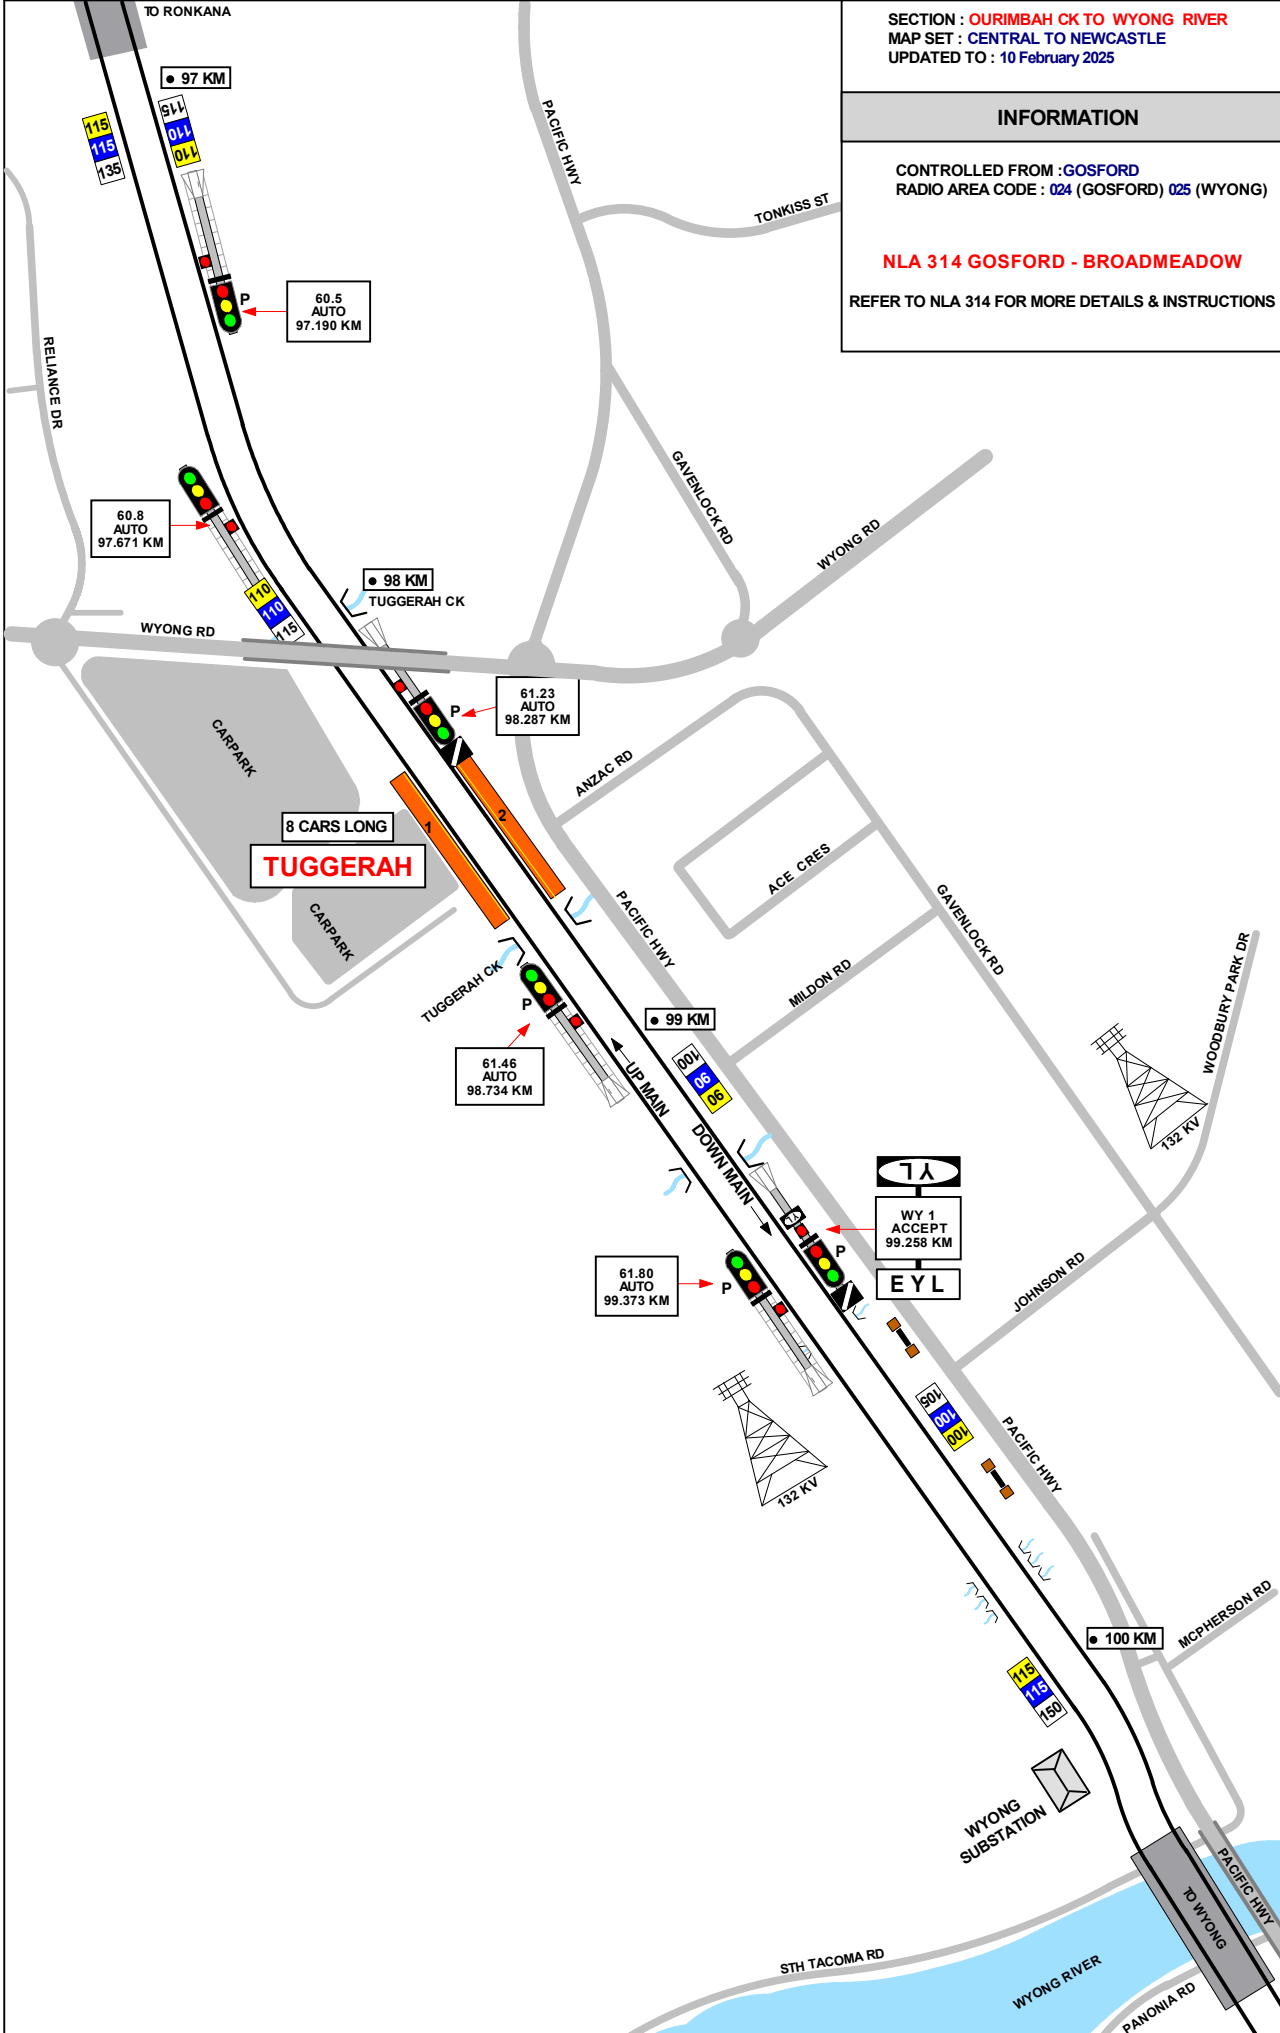 TO RONKANA
SECTION : OURIMBAH CK TO WYONG RIVER
MAP SET : CENTRAL TO NEWCASTLE
UPDATED TO : 10 February 2025
INFORMATION
CONTROLLED FROM :GOSFORD
RADIO AREA CODE : 024 (GOSFORD) 025 (WYONG)
NLA 314 GOSFORD - BROADMEADOW
REFER TO NLA 314 FOR MORE DETAILS & INSTRUCTIONS
97 KM
115
115
135
115
110
110
PACIFIC HWY
TONKISS ST
P
60.5
AUTO
97.190 KM
RELIANCE DR
GAVENLOCK RD
WYONG RD
60.8
AUTO
97.671 KM
110
110
115
98 KM
TUGGERAH CK
WYONG RD
61.23
AUTO
98.287 KM
P
CARPARK
ANZAC RD
8 CARS LONG
TUGGERAH
1
2
ACE CRES
CARPARK
PACIFIC HWY
GAVENLOCK RD
MILDON RD
WOODBURY PARK DR
TUGGERAH CK
P
99 KM
61.46
AUTO
98.734 KM
UP MAIN
100
90
90
DOWN MAIN
132 KV
YL
YL
WY 1
ACCEPT
99.258 KM
P
EYL
61.80
AUTO
99.373 KM
P
JOHNSON RD
105
100
100
PACIFIC HWY
132 KV
MCPHERSON RD
100 KM
115
115
150
WYONG
SUBSTATION
PACIFIC HWY
TO WYONG
STH TACOMA RD
WYONG RIVER
PANONIA RD